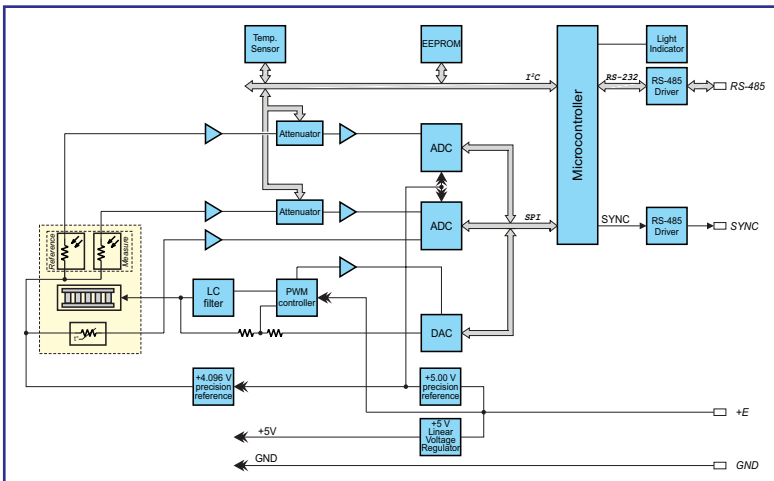 Temp.
Sensor
EEPROM
Light
Indicator
I²C
RS-232
RS-485
Driver
RS-485
Microcontroller
Attenuator
ADC
Attenuator
ADC
SPI
SYNC
RS-485
Driver
SYNC
Reference
Measure
LC
filter
PWM
controller
DAC
t°
+4.096 V
precision
reference
+5.00 V
precision
reference
+E
+5V
+5 V
Linear
Voltage
Regulator
GND
GND